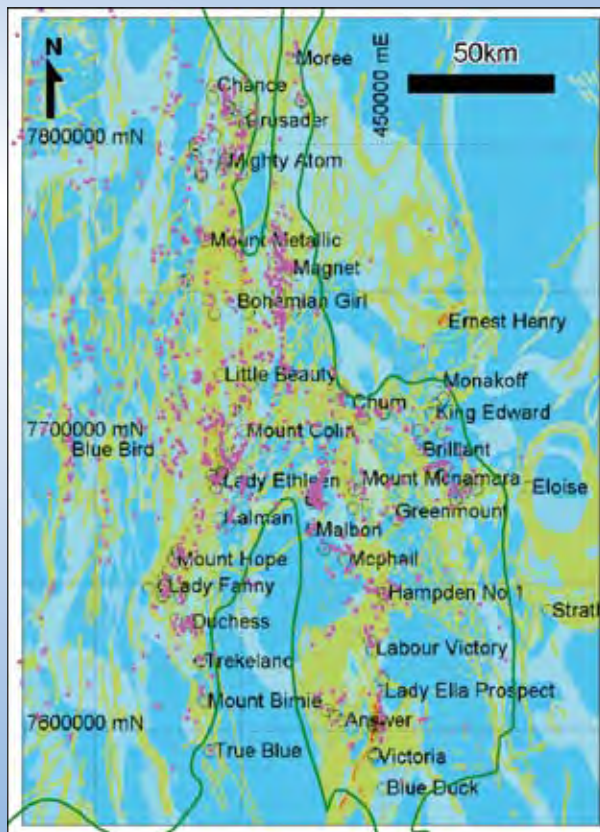 N
Moree
450000 mE
50km
Chance
Crusader
7800000 mN
Mighty Atom
Mount Metallic
Magnet
Bohemian Girl
Ernest Henry
Little Beauty
Monakoff
Chum
King Edward
7700000 mN
Mount Colin
Blue Bird
Brilliant
Lady Ethleen
Mount Mcnamara
Eloise
Kalman
Greenmount
Malbon
Mount Hope
Mcphail
Lady Fanny
Hampden No 1
Strath
Duchess
Labour Victory
Trekeland
Lady Ella Prospect
Mount Birnie
Answer
7600000 mN
True Blue
Victoria
Blue Duck